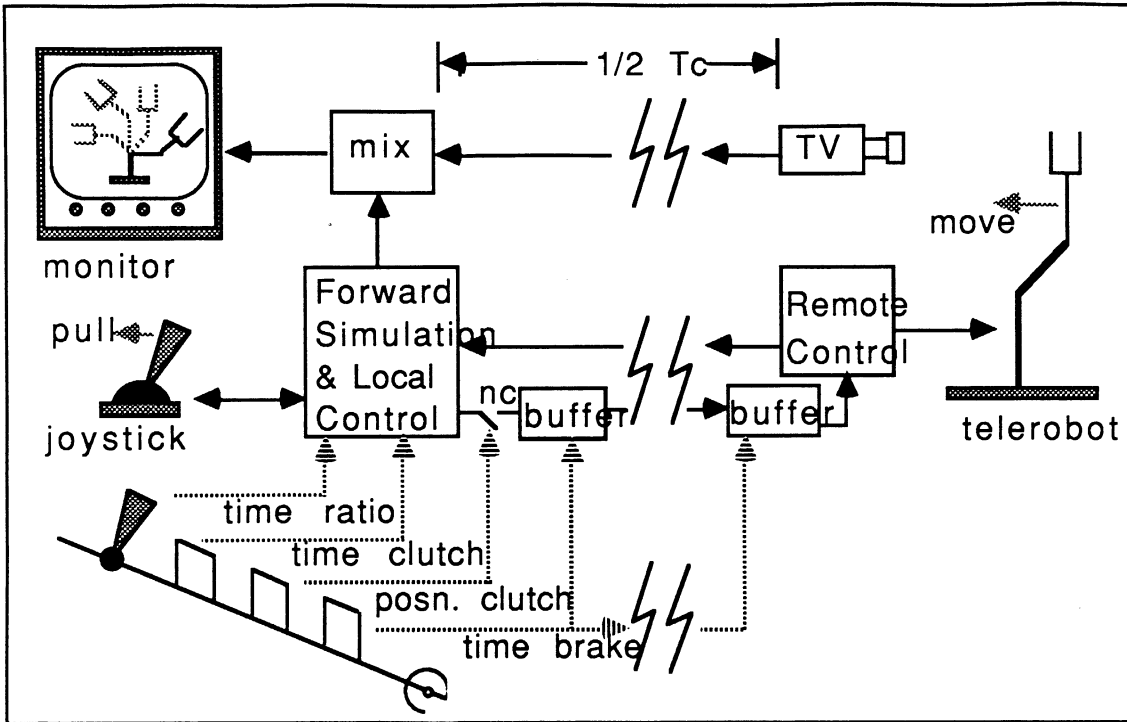 1/2 Tc
mix
TV
move
monitor
Forward
Simulation
& Local
Control
Remote
Control
pull
nc
buffer
buffer
joystick
telerobot
time ratio
time clutch
posn. clutch
time brake